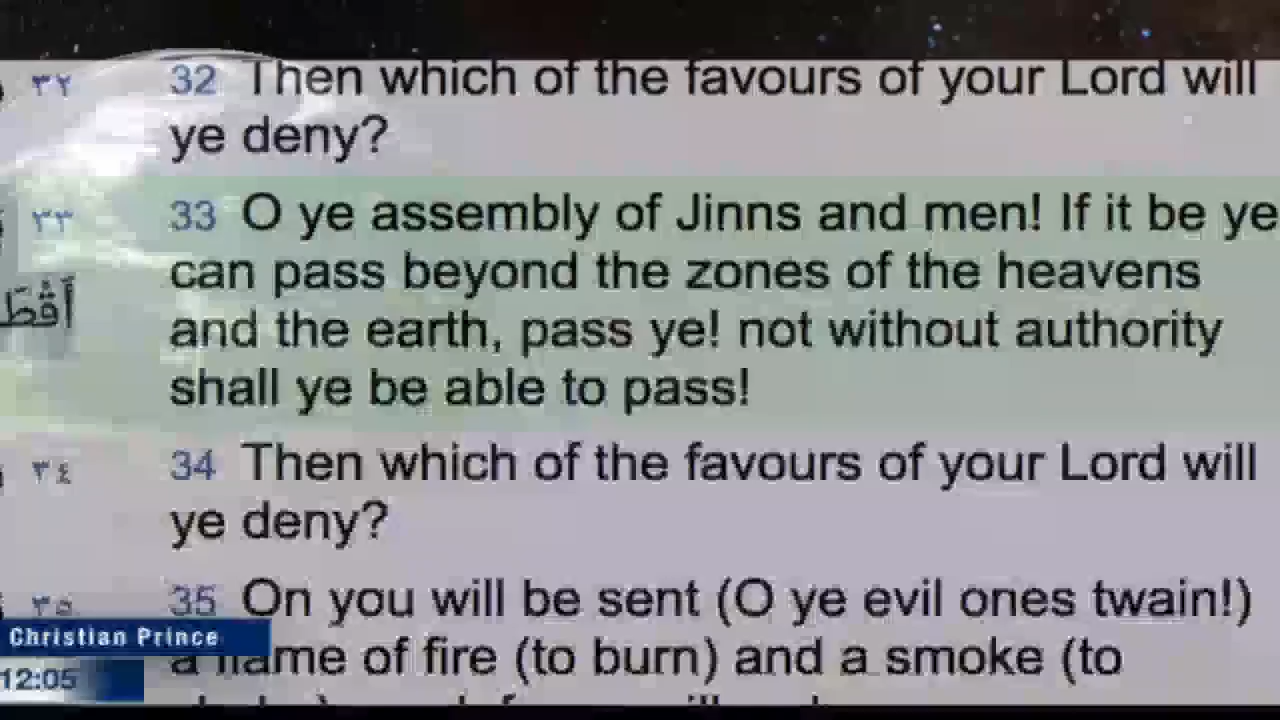 ٣٢ 32 Then which of the favours of your Lord will
ye deny?
٣٣ 33 O ye assembly of Jinns and men! If it be ye
can pass beyond the zones of the heavens
and the earth, pass ye! not without authority
shall ye be able to pass!
٣٤ 34 Then which of the favours of your Lord will
ye deny?
٣٥ 35 On you will be sent (O ye evil ones twain!)
a flame of fire (to burn) and a smoke (to
Christian Prince
12:05